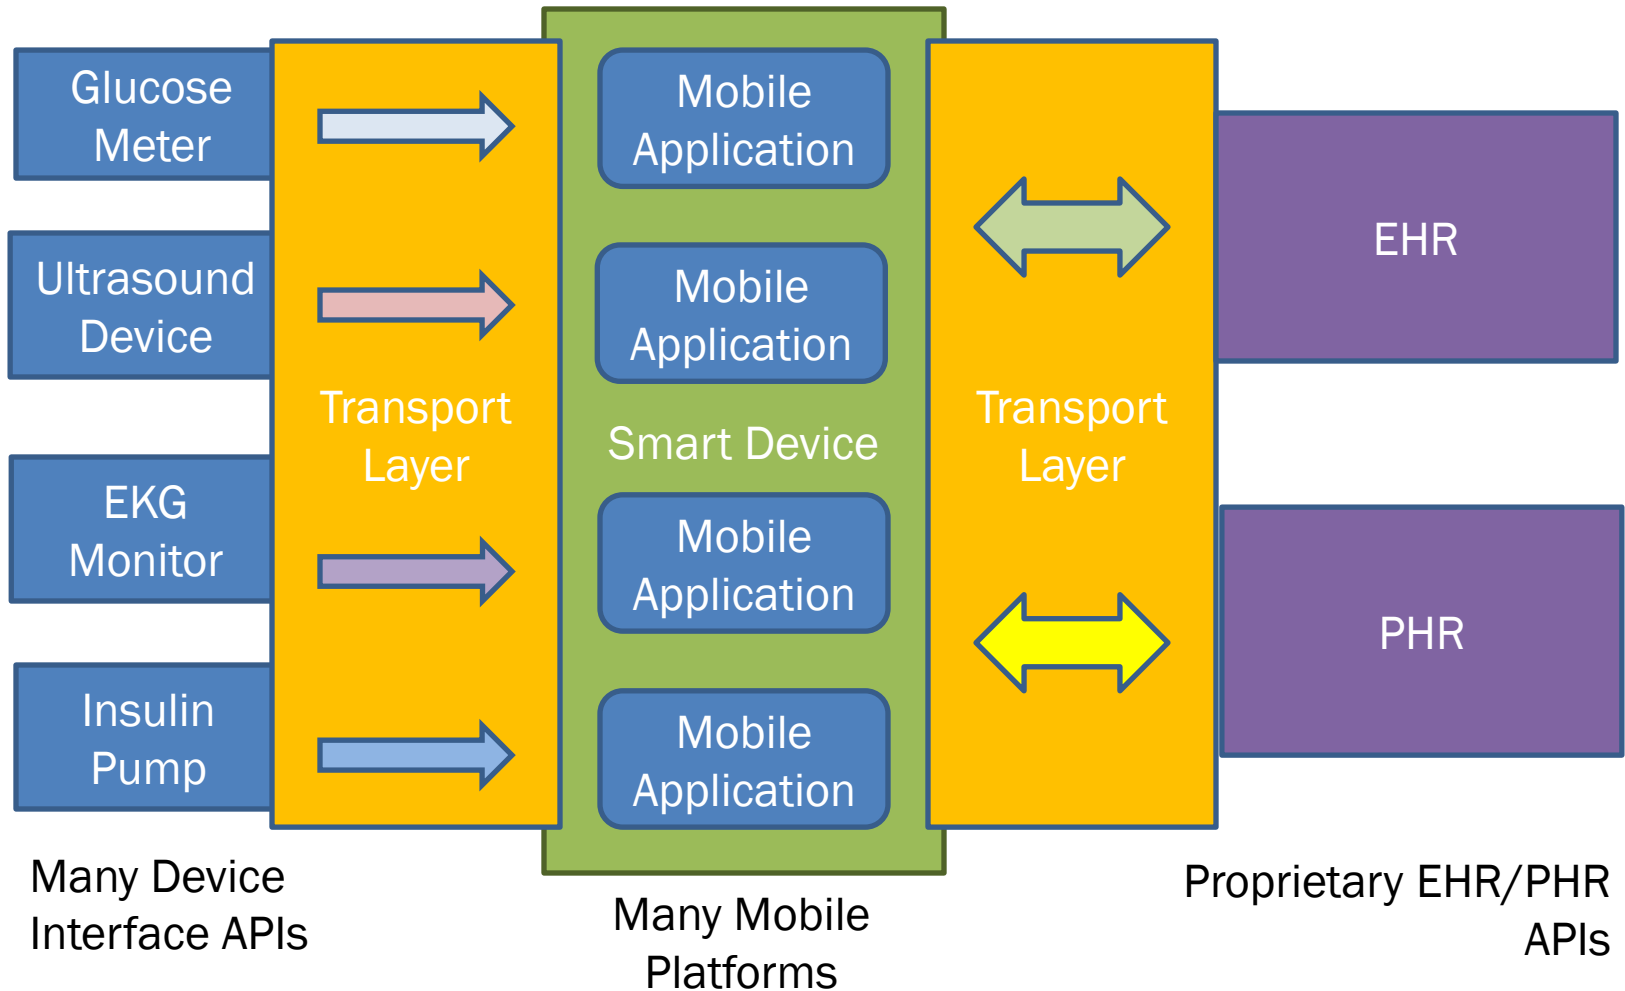 Glucose
Meter
Ultrasound
Device
EKG
Monitor
Insulin
Pump
Transport
Layer
Mobile
Application
Mobile
Application
Smart Device
Mobile
Application
Mobile
Application
Transport
Layer
EHR
PHR
Many Device
Interface APIs
Many Mobile
Platforms
Proprietary EHR/PHR
APIs